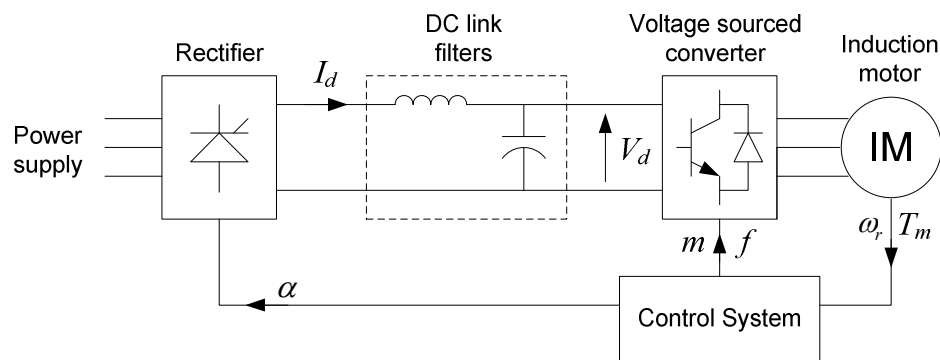 DC link
filters
Voltage sourced
converter
Induction
motor
Rectifier
I_d
Power
supply
V_d
IM
m
f
ω_r
T_m
α
Control System